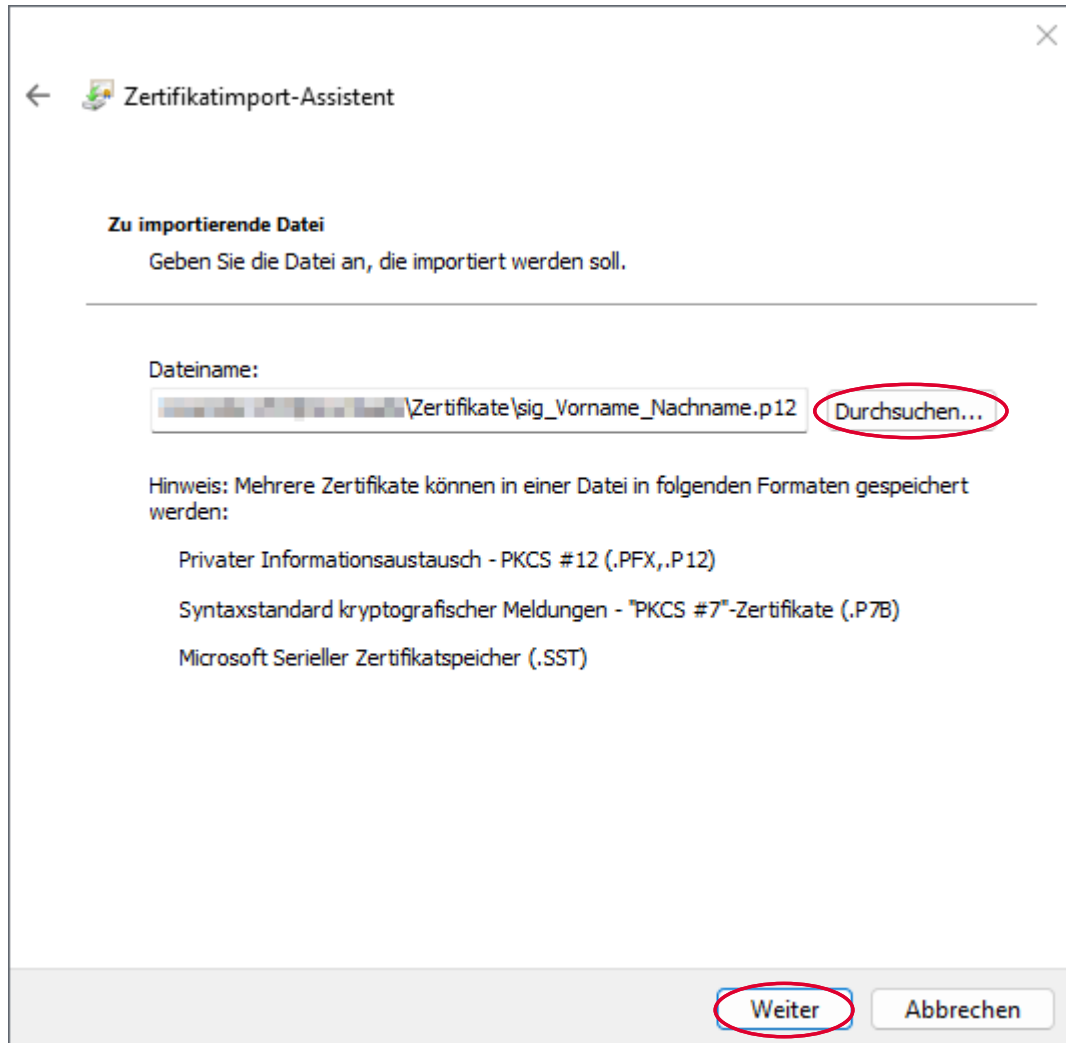 Zertifikatimport-Assistent
Zu importierende Datei
Geben Sie die Datei an, die importiert werden soll.
Dateiname:
\Zertifikate\sig_Vorname_Nachname.p12
Durchsuchen...
Hinweis: Mehrere Zertifikate können in einer Datei in folgenden Formaten gespeichert
werden:
Privater Informationsaustausch - PKCS #12 (.PFX,.P12)
Syntaxstandard kryptografischer Meldungen - "PKCS #7"-Zertifikate (.P7B)
Microsoft Serieller Zertifikatspeicher (.SST)
Weiter
Abbrechen